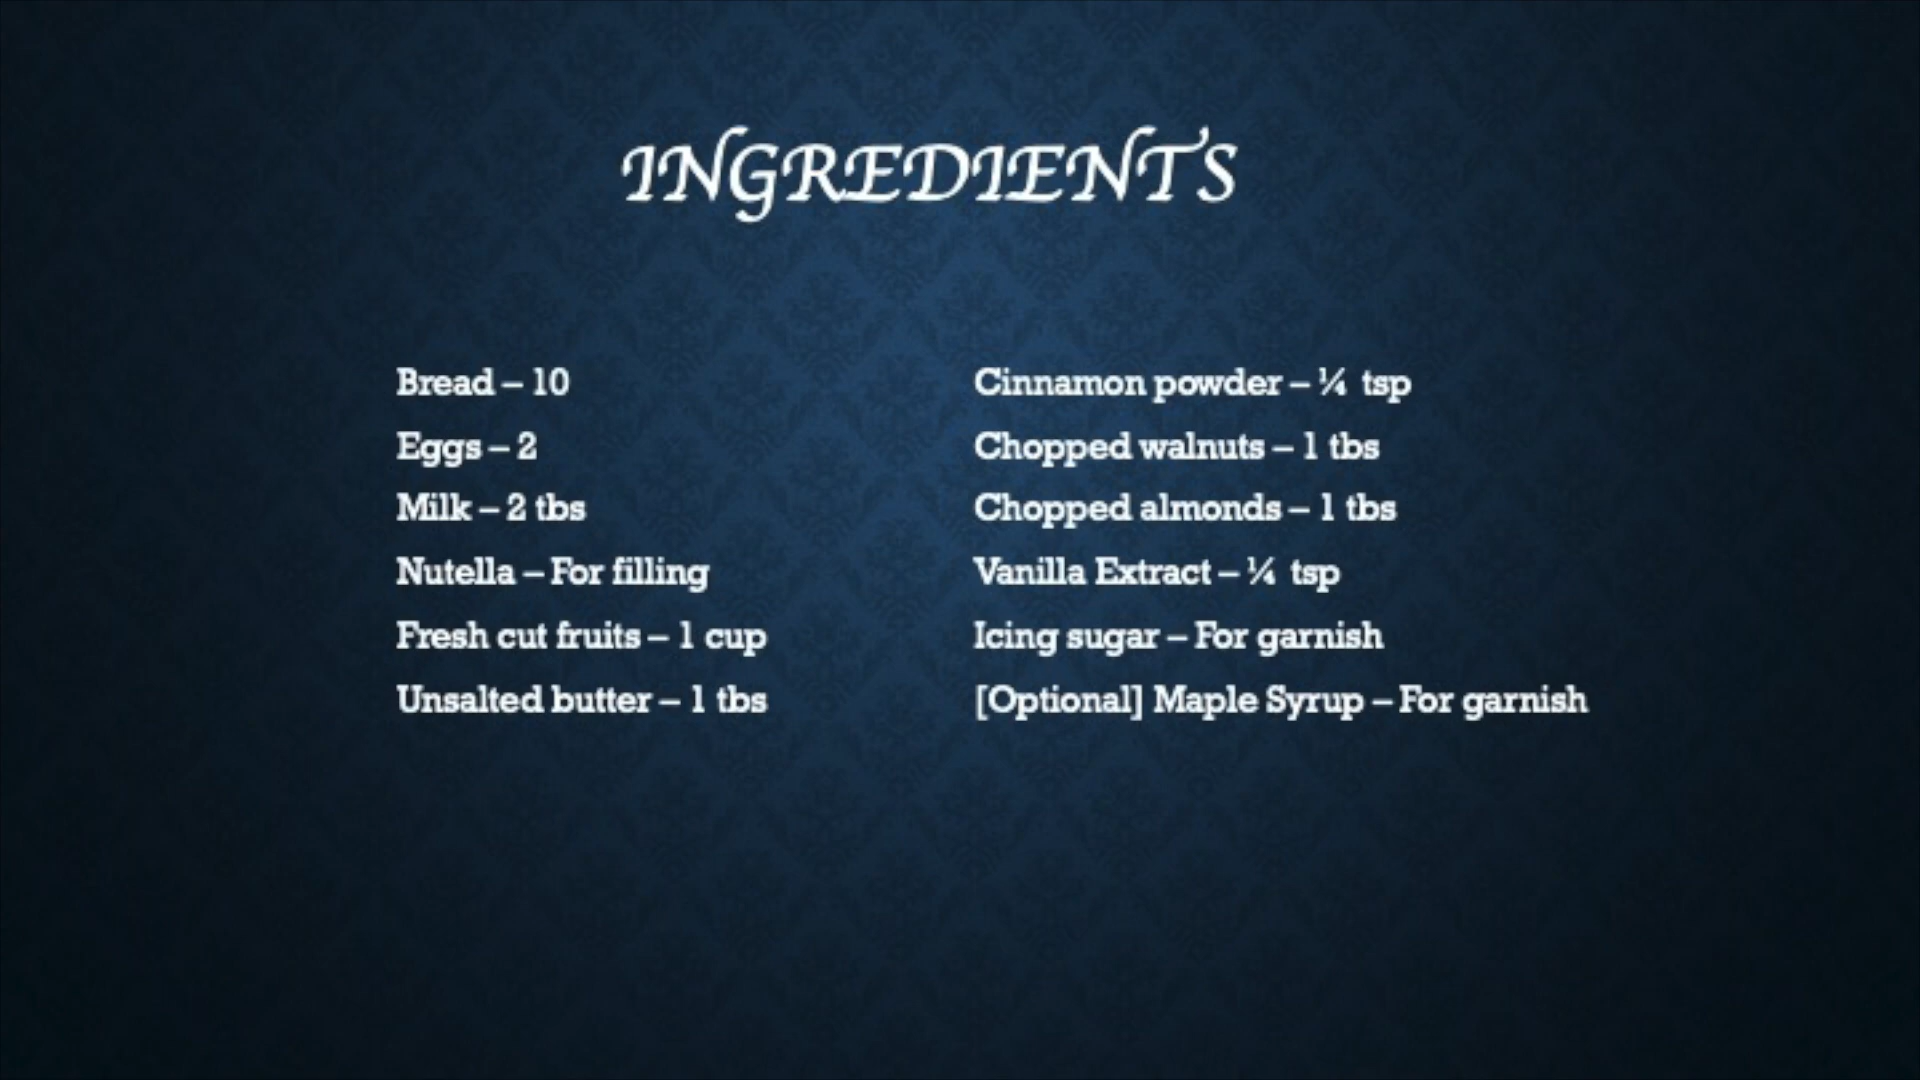 INGREDIENTS
Bread – 10
Eggs – 2
Milk – 2 tbs
Nutella – For filling
Fresh cut fruits – 1 cup
Unsalted butter – 1 tbs
Cinnamon powder – ¼ tsp
Chopped walnuts – 1 tbs
Chopped almonds – 1 tbs
Vanilla Extract – ¼ tsp
Icing sugar – For garnish
[Optional] Maple Syrup – For garnish